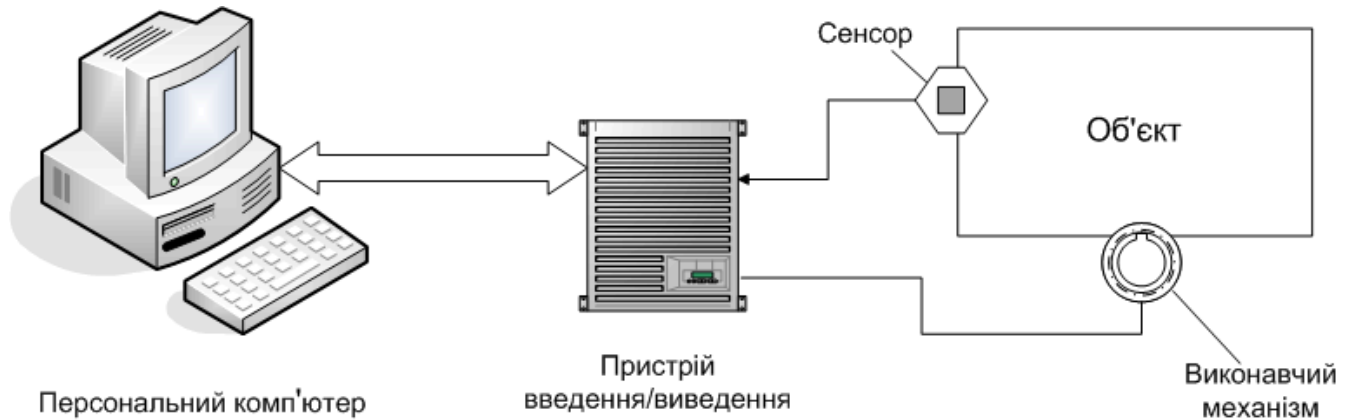 Сенсор
Об'єкт
Персональний комп'ютер
Пристрій
введення/виведення
Виконавчий
механізм